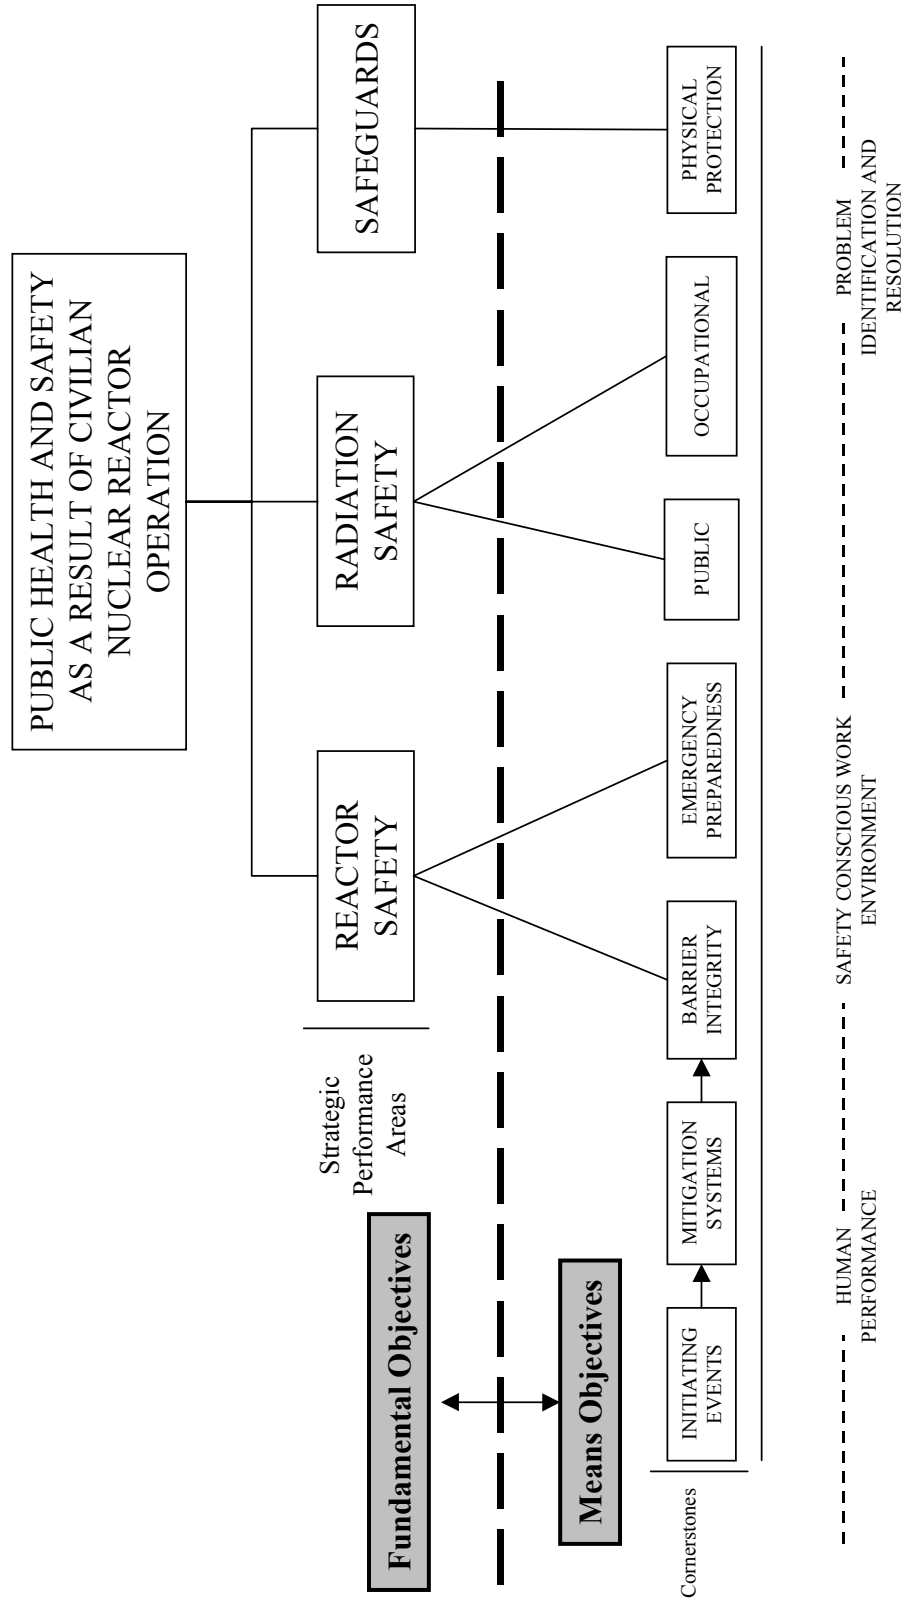 PUBLIC HEALTH AND SAFETY
AS A RESULT OF CIVILIAN
NUCLEAR REACTOR
OPERATION
Strategic
Performance
Areas
REACTOR
SAFETY
RADIATION
SAFETY
SAFEGUARDS
Fundamental Objectives
Means Objectives
Cornerstones
INITIATING
EVENTS
MITIGATION
SYSTEMS
BARRIER
INTEGRITY
EMERGENCY
PREPAREDNESS
PUBLIC
OCCUPATIONAL
PHYSICAL
PROTECTION
HUMAN
PERFORMANCE
SAFETY CONSCIOUS WORK
ENVIRONMENT
PROBLEM
IDENTIFICATION AND
RESOLUTION